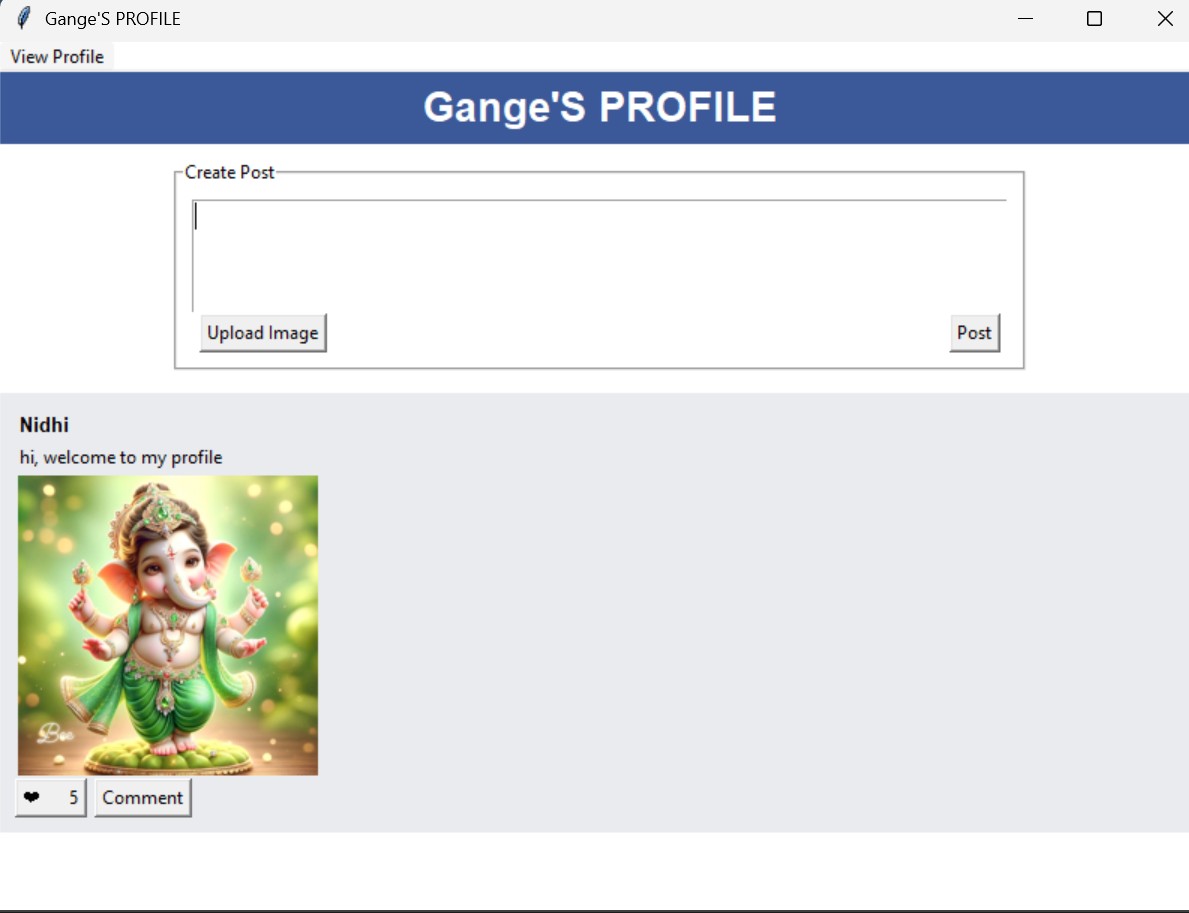 Gange'S PROFILE
View Profile
Gange'S PROFILE
Create Post
Upload Image
Post
Nidhi
hi, welcome to my profile
❤ 5
Comment